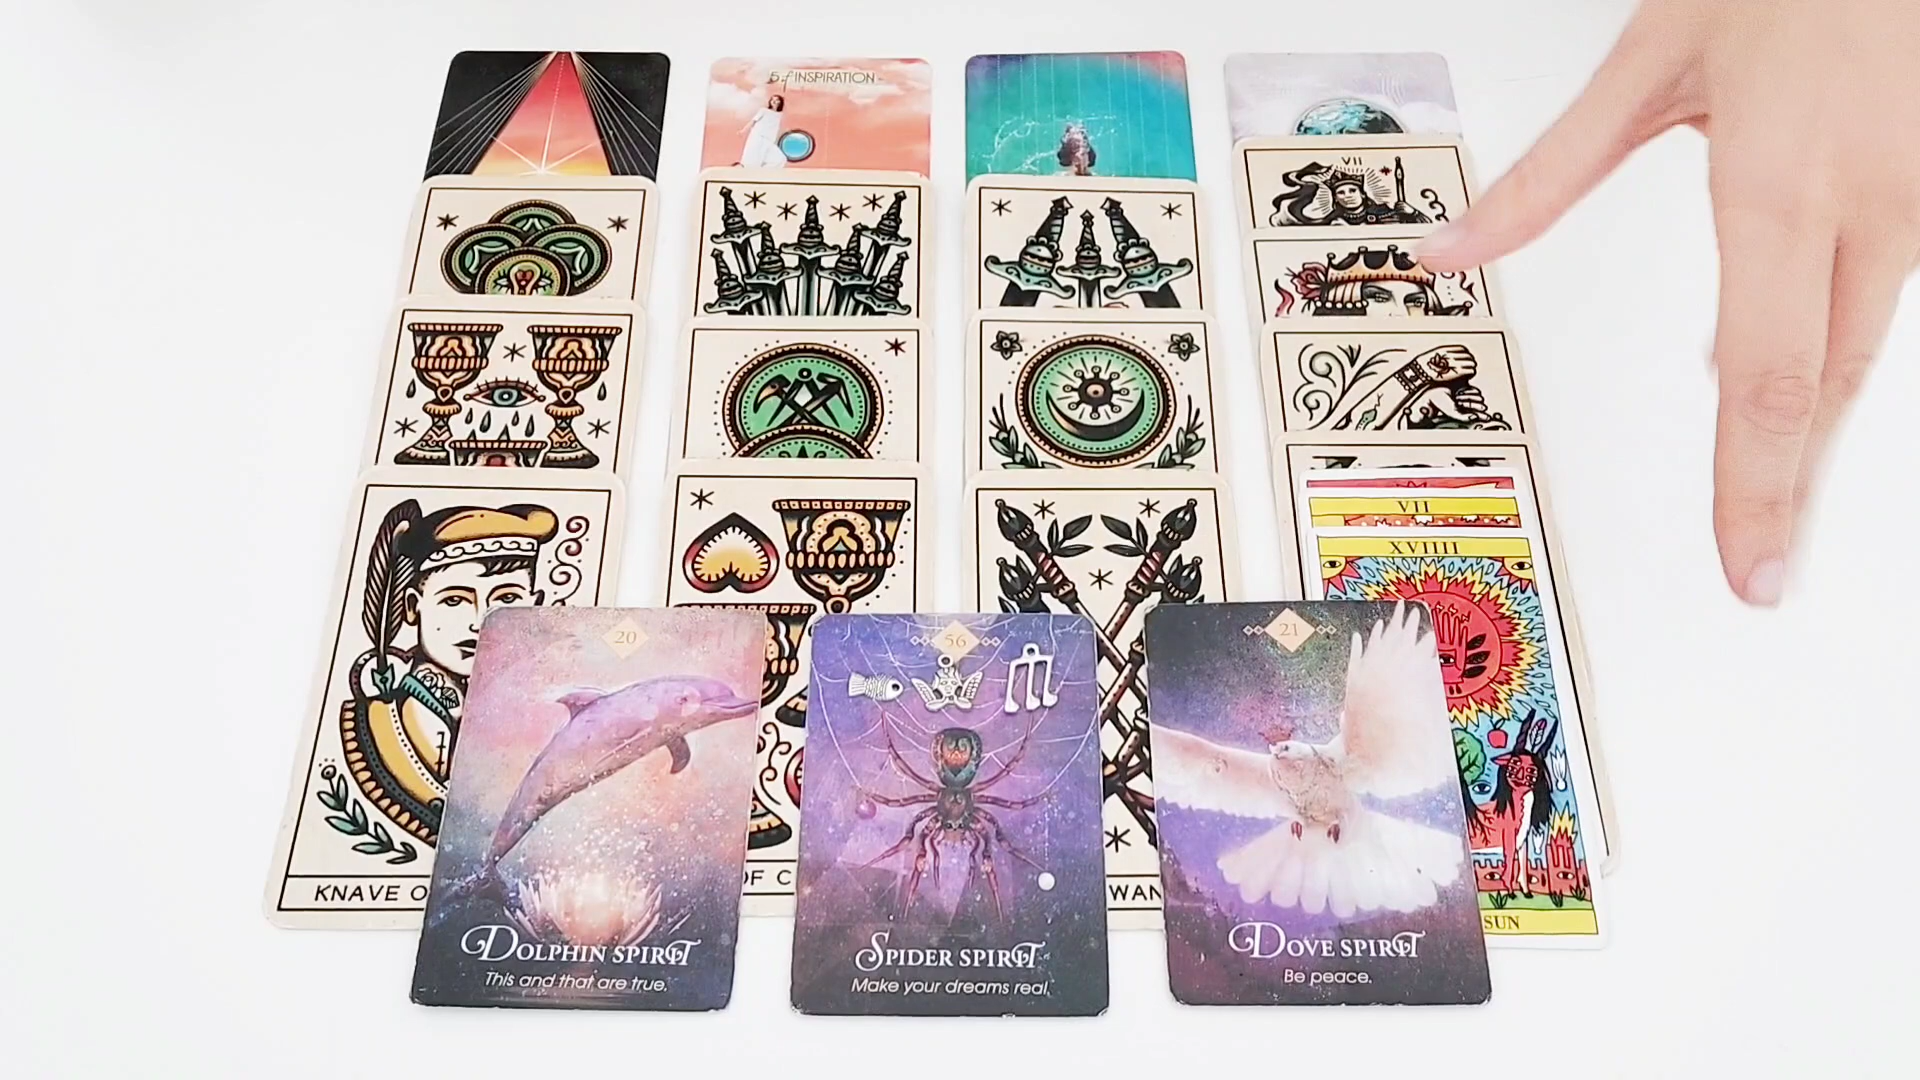 5 of INSPIRATION
VII
VII
XVIIII
KNAVE O
OF C
WAN
SUN
20
56
21
DOLPHIN SPIRIT
This and that are true.
SPIDER SPIRIT
Make your dreams real.
DOVE SPIRIT
Be peace.